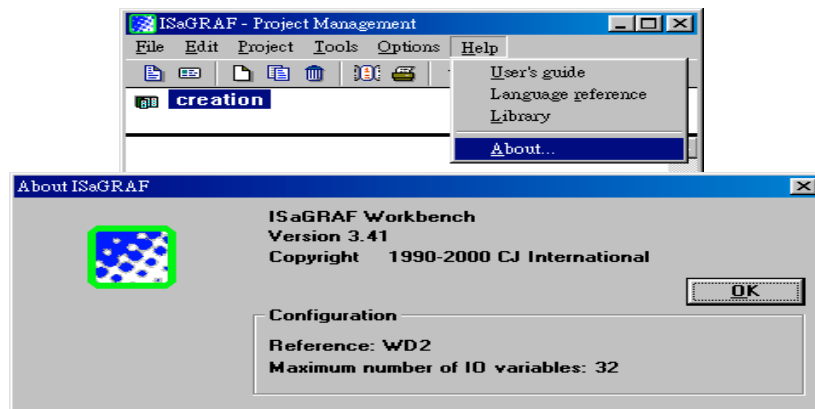 ISaGRAF - Project Management
File Edit Project Tools Options Help
User's guide
Language reference
Library
About...
creation
About ISaGRAF
ISaGRAF Workbench
Version 3.41
Copyright 1990-2000 CJ International
OK
Configuration
Reference: WD2
Maximum number of IO variables: 32